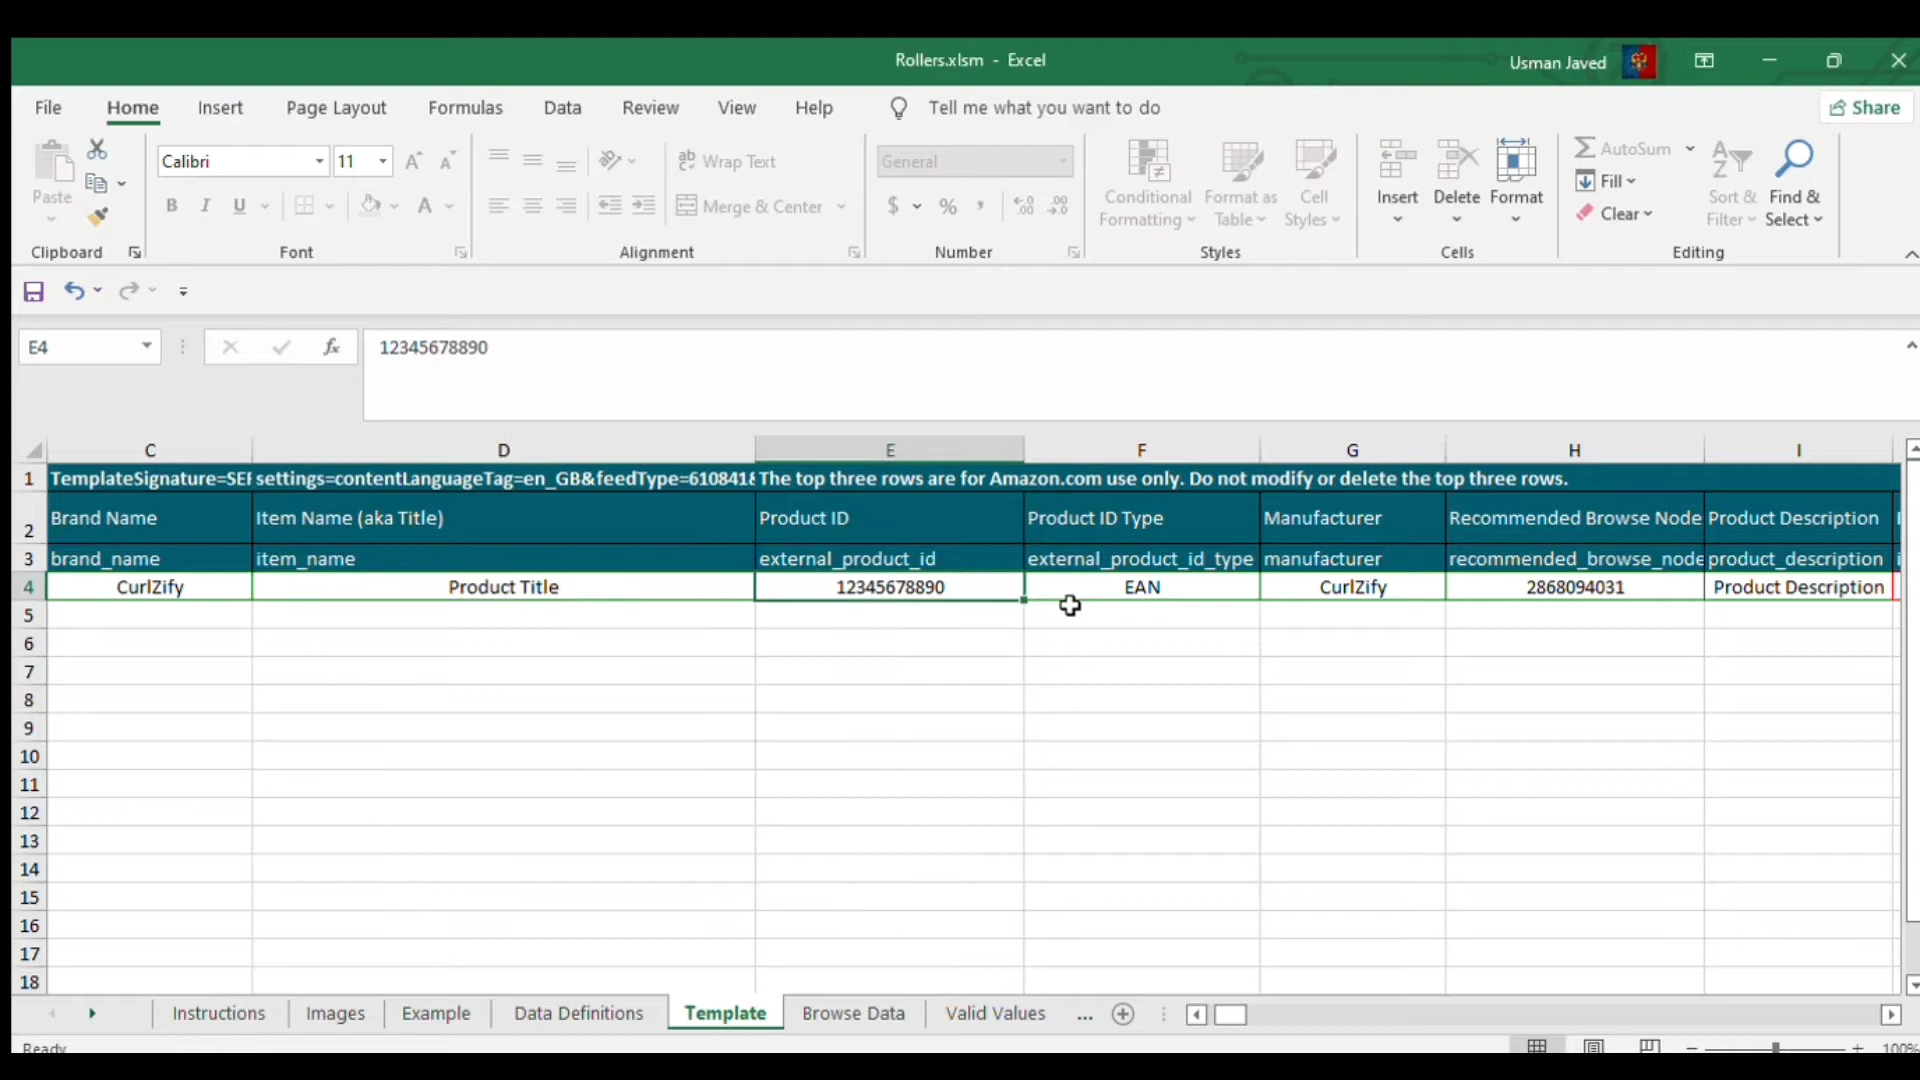 Rollers.xlsm - Excel
Usman Javed
File Home Insert Page Layout Formulas Data Review View Help Tell me what you want to do Share
Paste
Calibri 11
B I U A
ab Wrap Text
Merge & Center
General
$ % ,
Conditional Formatting
Format as Table
Cell Styles
Insert Delete Format
AutoSum
Fill
Clear
Sort & Filter
Find & Select
Clipboard Font Alignment Number Styles Cells Editing
E4 fx 12345678890
C D E F G H I
1 TemplateSignature=SEI settings=contentLanguageTag=en_GB&feedType=610841& The top three rows are for Amazon.com use only. Do not modify or delete the top three rows.
2 Brand Name Item Name (aka Title) Product ID Product ID Type Manufacturer Recommended Browse Node Product Description
3 brand_name item_name external_product_id external_product_id_type manufacturer recommended_browse_node product_description
4 CurlZify Product Title 12345678890 EAN CurlZify 2868094031 Product Description
5
6
7
8
9
10
11
12
13
14
15
16
17
18
Instructions Images Example Data Definitions Template Browse Data Valid Values ...
Ready 100%